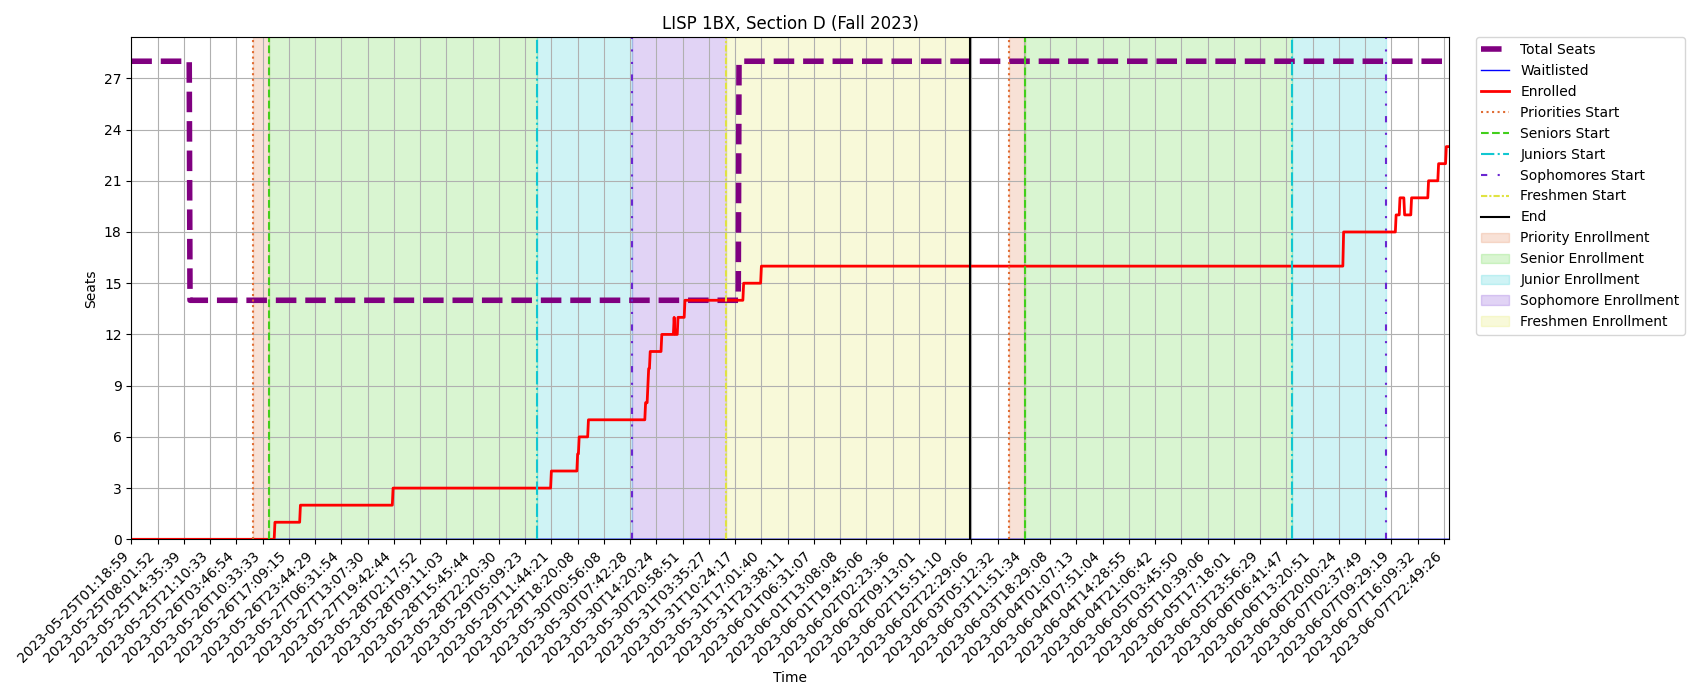 LISP 1BX, Section D (Fall 2023)
Seats
27
24
21
18
15
12
9
6
3
0
2023-05-25T01:18:59
2023-05-25T08:01:52
2023-05-25T14:35:39
2023-05-25T21:10:33
2023-05-26T03:46:54
2023-05-26T10:33:33
2023-05-26T17:09:15
2023-05-26T23:44:29
2023-05-27T06:31:54
2023-05-27T13:07:30
2023-05-27T19:42:44
2023-05-28T02:17:52
2023-05-28T09:11:03
2023-05-28T15:45:44
2023-05-28T22:20:30
2023-05-29T05:09:23
2023-05-29T11:44:21
2023-05-29T18:20:08
2023-05-30T00:56:08
2023-05-30T07:42:28
2023-05-30T14:20:24
2023-05-30T20:58:51
2023-05-31T03:35:27
2023-05-31T10:24:17
2023-05-31T17:01:40
2023-05-31T23:38:11
2023-06-01T06:31:07
2023-06-01T13:08:08
2023-06-01T19:45:06
2023-06-02T02:23:36
2023-06-02T09:13:01
2023-06-02T15:51:10
2023-06-02T22:29:06
2023-06-03T05:12:32
2023-06-03T11:51:34
2023-06-03T18:29:08
2023-06-04T01:07:13
2023-06-04T07:51:04
2023-06-04T14:28:55
2023-06-04T21:06:42
2023-06-05T03:45:50
2023-06-05T10:39:06
2023-06-05T17:18:01
2023-06-05T23:56:29
2023-06-06T06:41:47
2023-06-06T13:20:51
2023-06-06T20:00:24
2023-06-07T02:37:49
2023-06-07T09:29:19
2023-06-07T16:09:32
2023-06-07T22:49:26
Time
Total Seats
Waitlisted
Enrolled
Priorities Start
Seniors Start
Juniors Start
Sophomores Start
Freshmen Start
End
Priority Enrollment
Senior Enrollment
Junior Enrollment
Sophomore Enrollment
Freshmen Enrollment